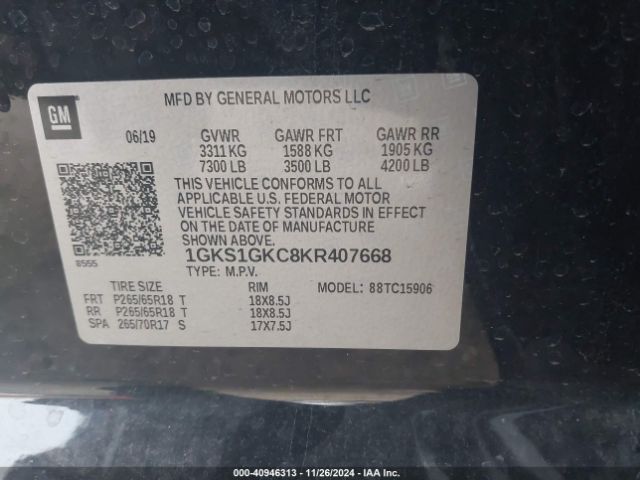 GM
MFD BY GENERAL MOTORS LLC
06/19 GVWR GAWR FRT GAWR RR
3311 KG 1588 KG 1905 KG
7300 LB 3500 LB 4200 LB
THIS VEHICLE CONFORMS TO ALL
APPLICABLE U.S. FEDERAL MOTOR
VEHICLE SAFETY STANDARDS IN EFFECT
ON THE DATE OF MANUFACTURE
SHOWN ABOVE.
8555
1GKS1GKC8KR407668
TYPE: M.P.V.
TIRE SIZE RIM MODEL: 88TC15906
FRT P265/65R18 T 18X8.5J
RR P265/65R18 T 18X8.5J
SPA 265/70R17 S 17X7.5J
000-40946313 - 11/26/2024 - IAA Inc.